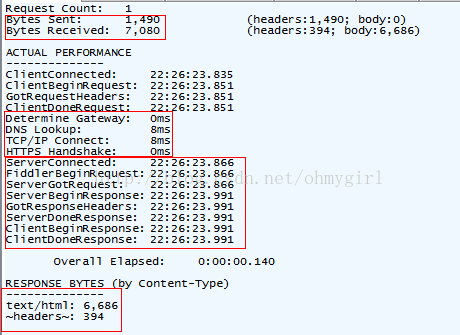 Request Count: 1
Bytes Sent: 1,490 (headers:1,490; body:0)
Bytes Received: 7,080 (headers:394; body:6,686)
ACTUAL PERFORMANCE
--------------
ClientConnected: 22:26:23.835
ClientBeginRequest: 22:26:23.851
GotRequestHeaders: 22:26:23.851
ClientDoneRequest: 22:26:23.851
Determine Gateway: 0ms
DNS Lookup: 8ms
TCP/IP Connect: 8ms
HTTPS Handshake: 0ms
ServerConnected: 22:26:23.866
FiddlerBeginRequest: 22:26:23.866
ServerGotRequest: 22:26:23.866
ServerBeginResponse: 22:26:23.991
GotResponseHeaders: 22:26:23.991
ServerDoneResponse: 22:26:23.991
ClientBeginResponse: 22:26:23.991
ClientDoneResponse: 22:26:23.991
Overall Elapsed: 0:00:00.140
RESPONSE BYTES (by Content-Type)
--------------
text/html: 6,686
~headers~: 394